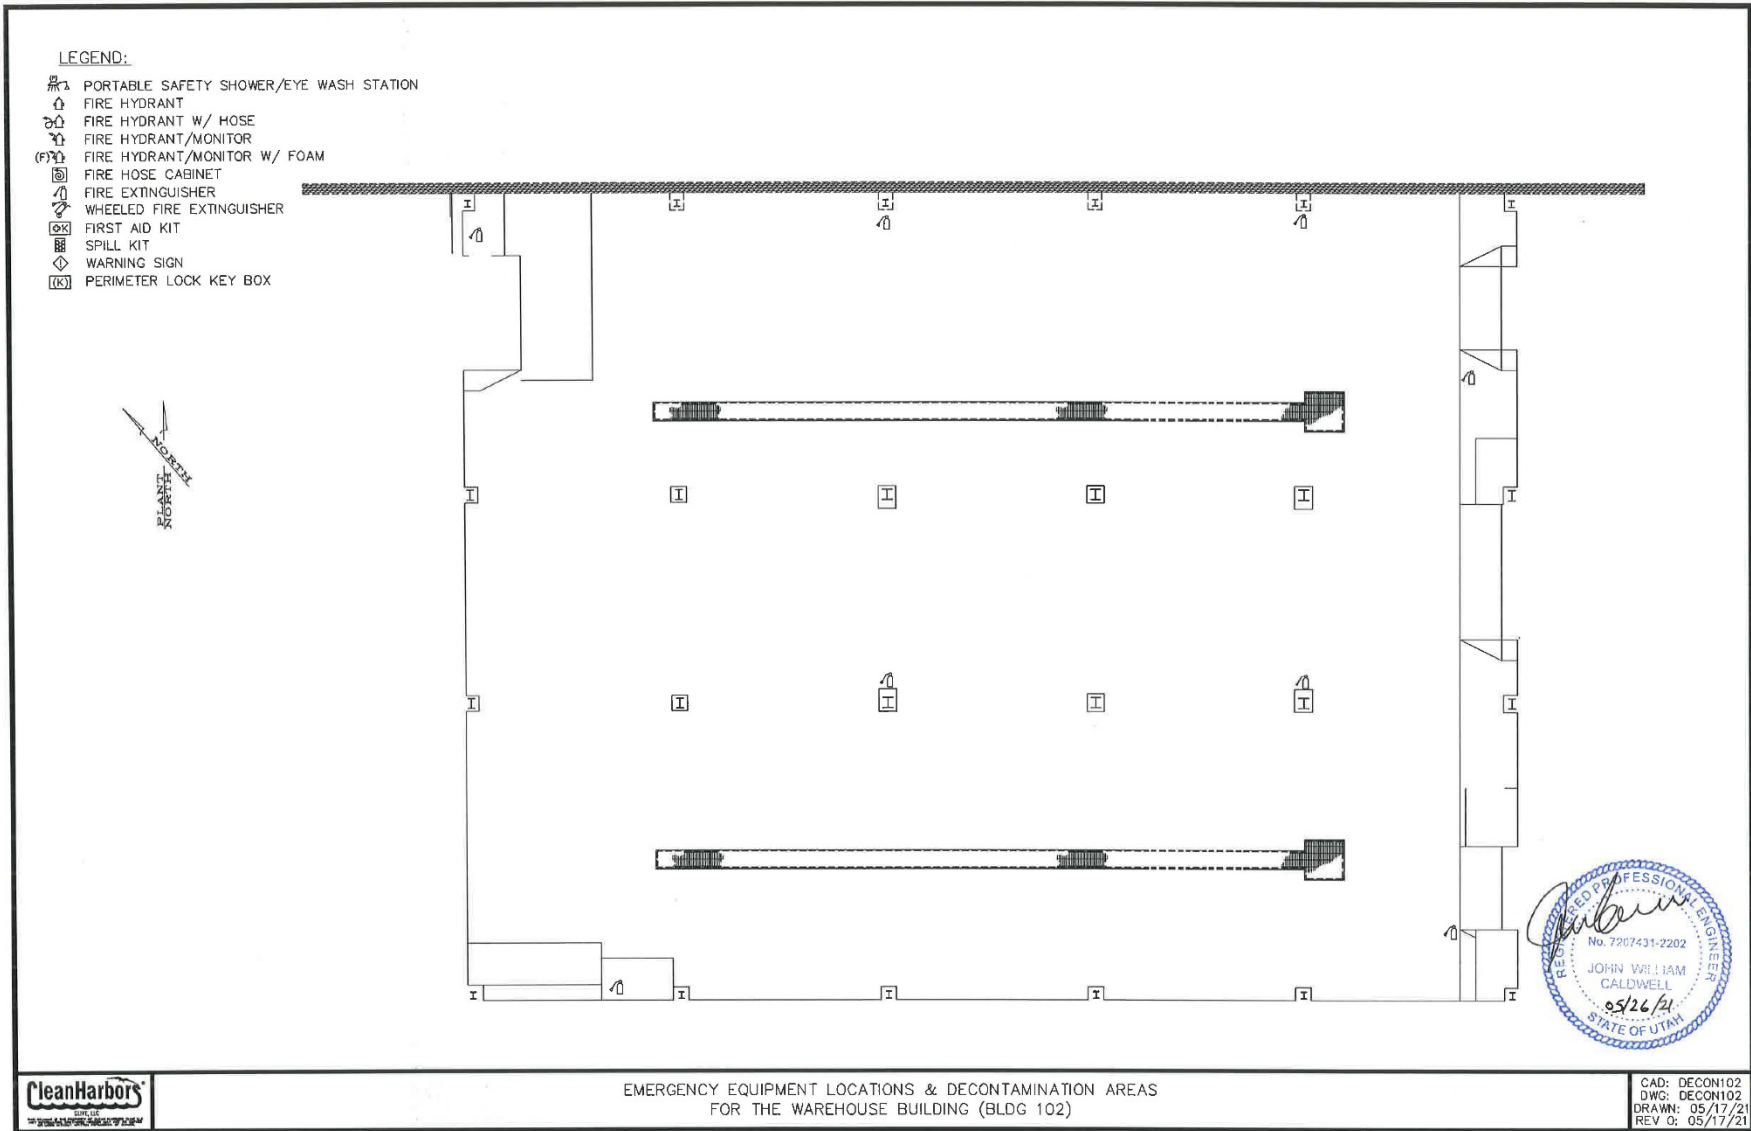 LEGEND:
PORTABLE SAFETY SHOWER/EYE WASH STATION
FIRE HYDRANT
FIRE HYDRANT W/ HOSE
FIRE HYDRANT/MONITOR
(F) FIRE HYDRANT/MONITOR W/ FOAM
FIRE HOSE CABINET
FIRE EXTINGUISHER
WHEELED FIRE EXTINGUISHER
FIRST AID KIT
SPILL KIT
WARNING SIGN
(K) PERIMETER LOCK KEY BOX
NORTH
PLANT
NORTH
REGISTERED PROFESSIONAL ENGINEER
No. 7207431-2202
JOHN WILLIAM
CALDWELL
05/26/21
STATE OF UTAH
CleanHarbors
EMERGENCY EQUIPMENT LOCATIONS & DECONTAMINATION AREAS
FOR THE WAREHOUSE BUILDING (BLDG 102)
CAD: DECON102
DWG: DECON102
DRAWN: 05/17/21
REV 0: 05/17/21